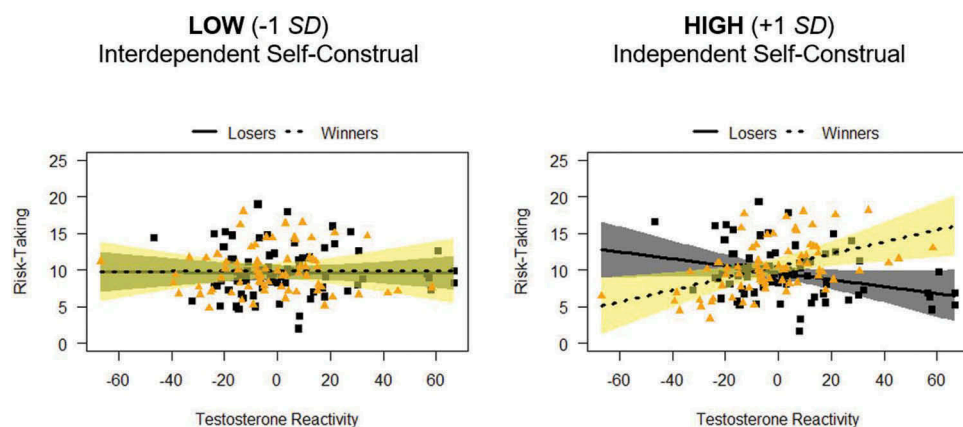 LOW (-1 SD)
Interdependent Self-Construal
Losers Winners
Risk-Taking
25
20
15
10
5
0
-60 -40 -20 0 20 40 60
Testosterone Reactivity
HIGH (+1 SD)
Independent Self-Construal
Losers Winners
Risk-Taking
25
20
15
10
5
0
-60 -40 -20 0 20 40 60
Testosterone Reactivity